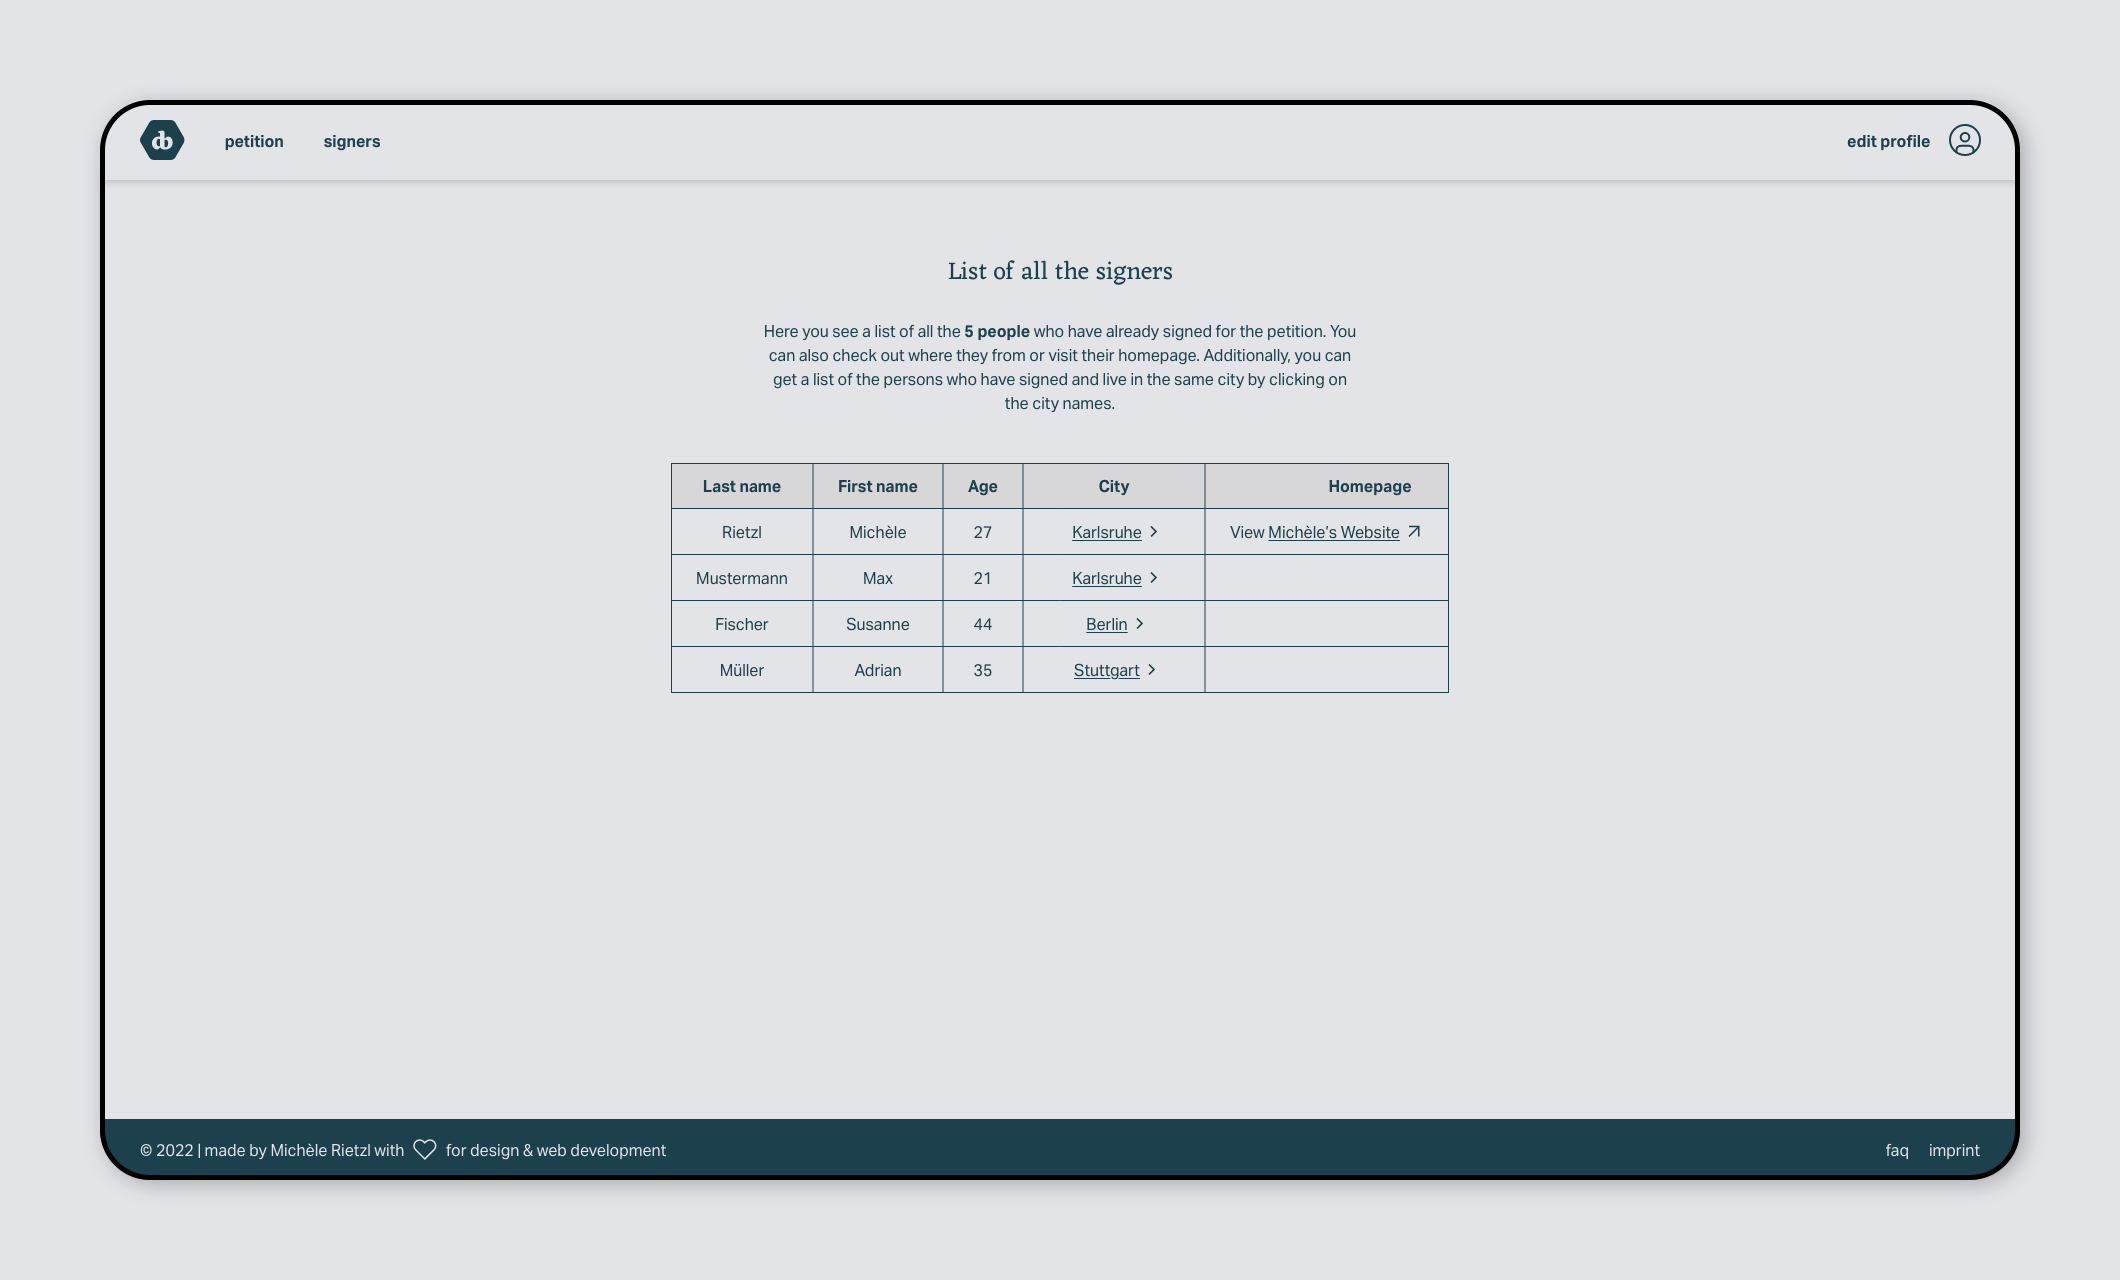 db
petition signers edit profile
List of all the signers
Here you see a list of all the 5 people who have already signed for the petition. You
can also check out where they from or visit their homepage. Additionally, you can
get a list of the persons who have signed and live in the same city by clicking on
the city names.
Last name First name Age City Homepage
Rietzl Michèle 27 Karlsruhe View Michèle’s Website
Mustermann Max 21 Karlsruhe
Fischer Susanne 44 Berlin
Müller Adrian 35 Stuttgart
© 2022 | made by Michèle Rietzl with for design & web development faq imprint